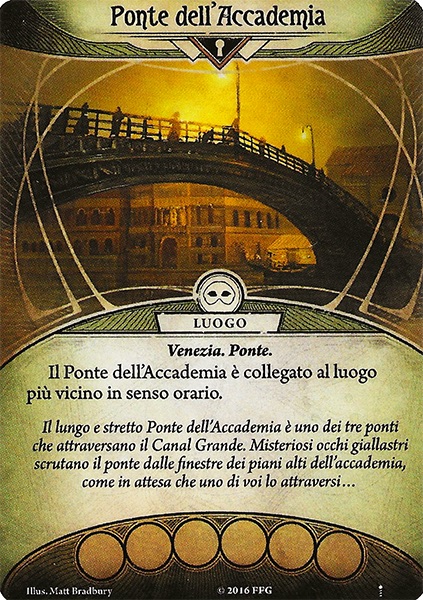 Ponte dell'Accademia
LUOGO
Venezia. Ponte.
Il Ponte dell'Accademia è collegato al luogo
più vicino in senso orario.
Il lungo e stretto Ponte dell'Accademia è uno dei tre ponti
che attraversano il Canal Grande. Misteriosi occhi giallastri
scrutano il ponte dalle finestre dei piani alti dell'accademia,
come in attesa che uno di voi lo attraversi…
Illus. Matt Bradbury
© 2016 FFG